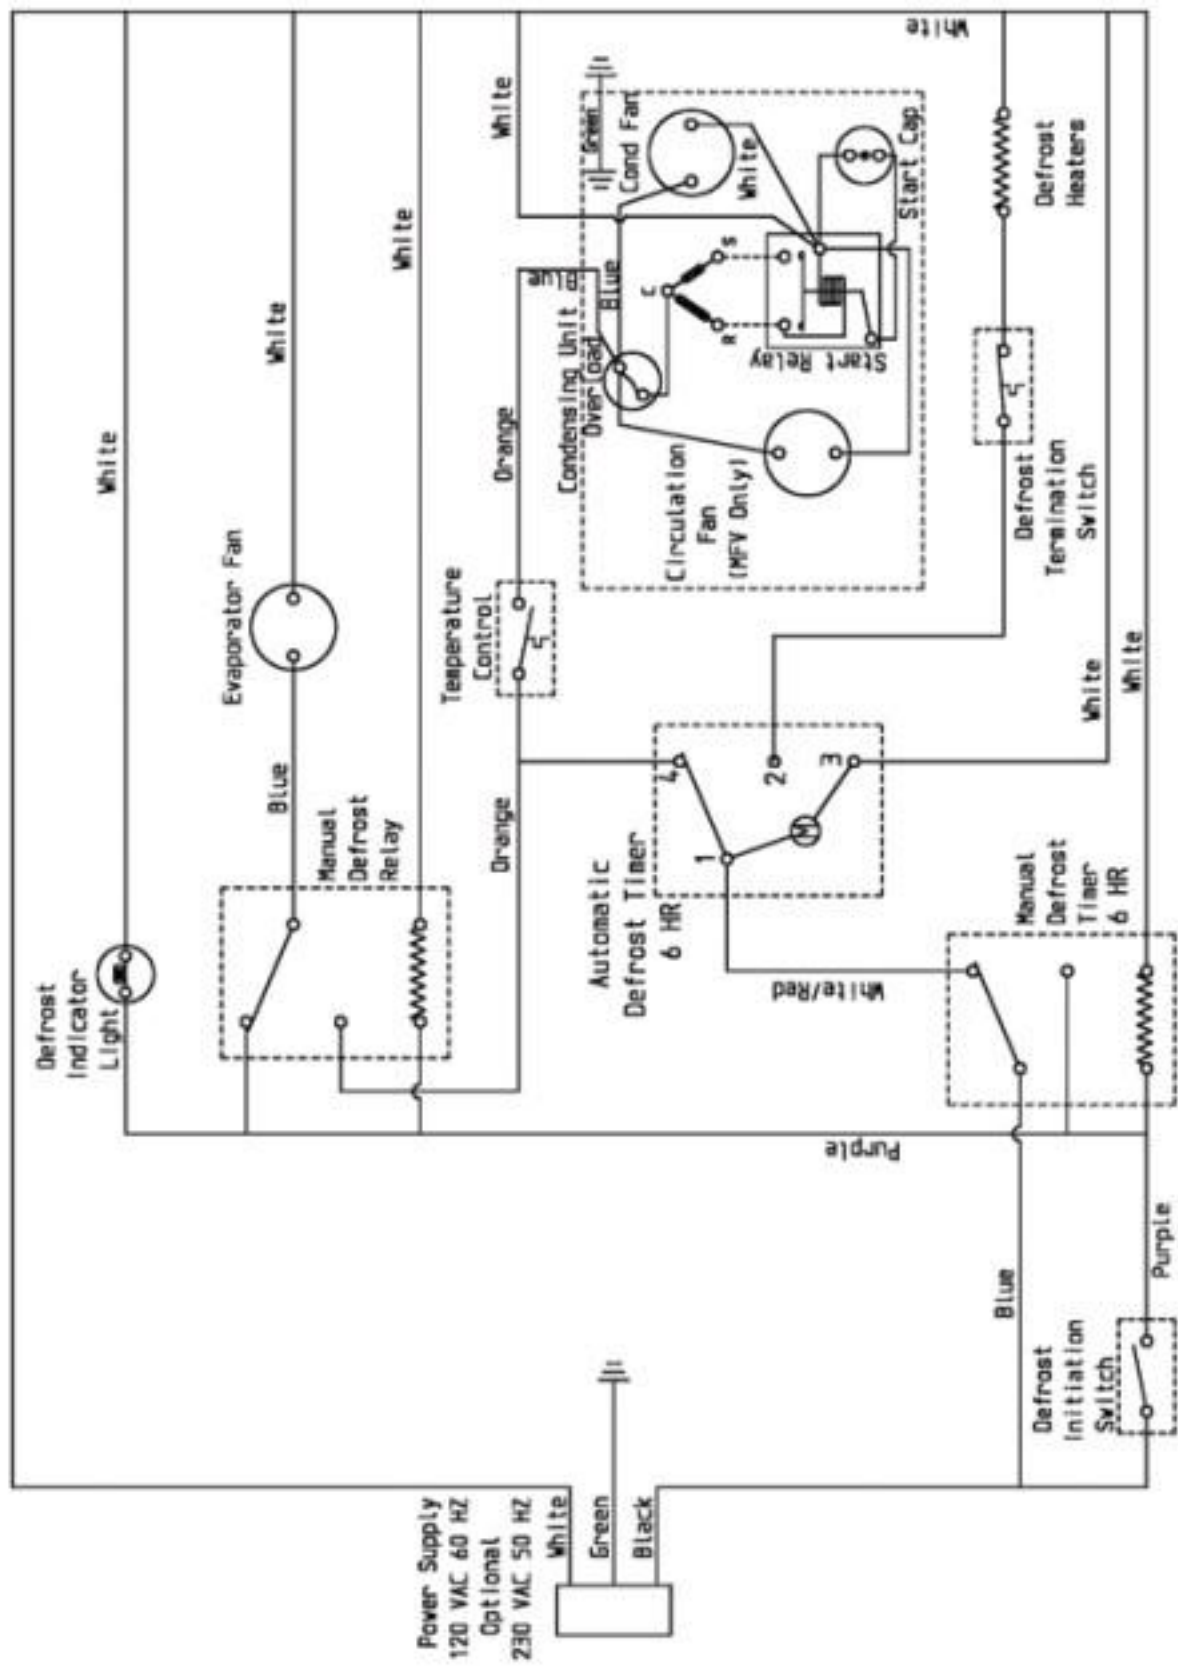 Power Supply
120 VAC 60 HZ
Optional
230 VAC 50 HZ
White
Green
Black
Defrost
Indicator
Light
White
Evaporator Fan
Blue
White
Manual
Defrost
Relay
White
Temperature
Control
Orange
Orange
White
Blue
Condensing Unit
Overload
Blue
Green
Cond Fan
White
C
S
R
Start Relay
Start Cap
Circulation
Fan
(MFV Only)
Automatic
Defrost Timer
6 HR
1
4
2
3
M
White/Red
White
Defrost
Heaters
Defrost
Termination
Switch
White
White
Manual
Defrost
Timer
6 HR
Purple
Blue
Purple
Defrost
Initiation
Switch